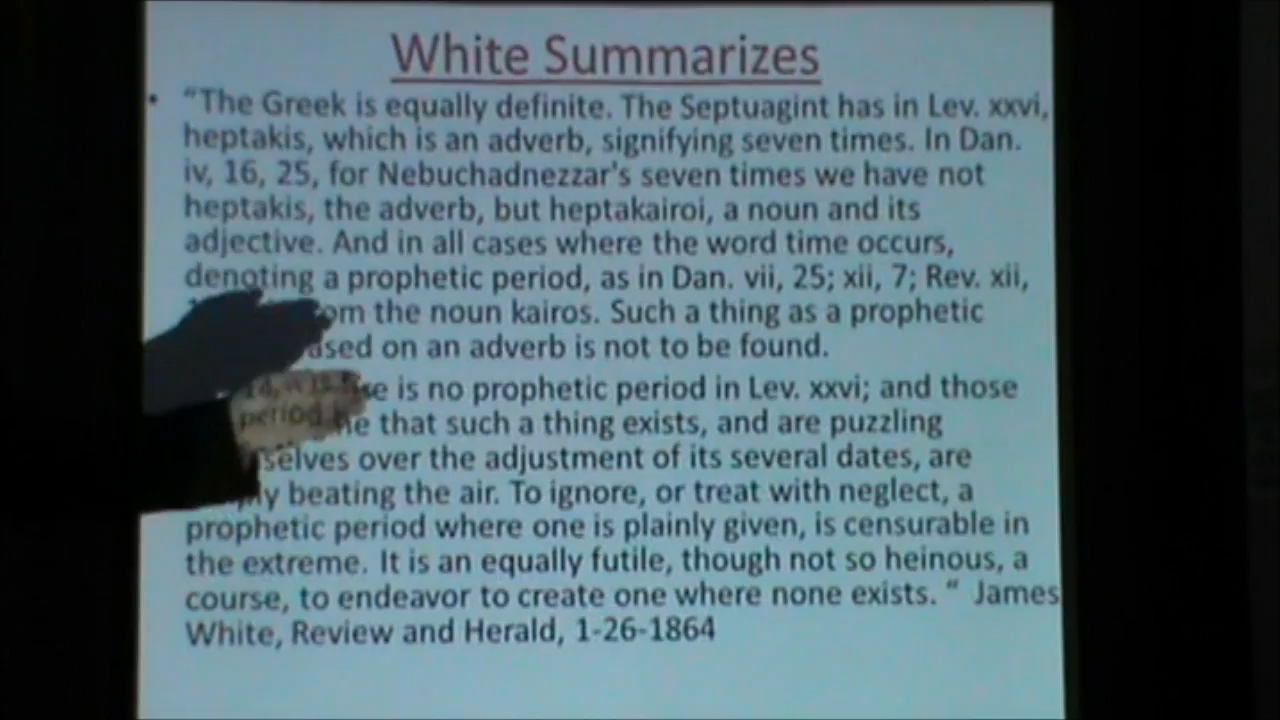 White Summarizes
• “The Greek is equally definite. The Septuagint has in Lev. xxvi,
heptakis, which is an adverb, signifying seven times. In Dan.
iv, 16, 25, for Nebuchadnezzar's seven times we have not
heptakis, the adverb, but heptakairoi, a noun and its
adjective. And in all cases where the word time occurs,
denoting a prophetic period, as in Dan. vii, 25; xii, 7; Rev. xii,
the noun kairos. Such a thing as a prophetic
on an adverb is not to be found.
is no prophetic period in Lev. xxvi; and those
that such a thing exists, and are puzzling
over the adjustment of its several dates, are
beating the air. To ignore, or treat with neglect, a
prophetic period where one is plainly given, is censurable in
the extreme. It is an equally futile, though not so heinous, a
course, to endeavor to create one where none exists. “ James
White, Review and Herald, 1-26-1864
period